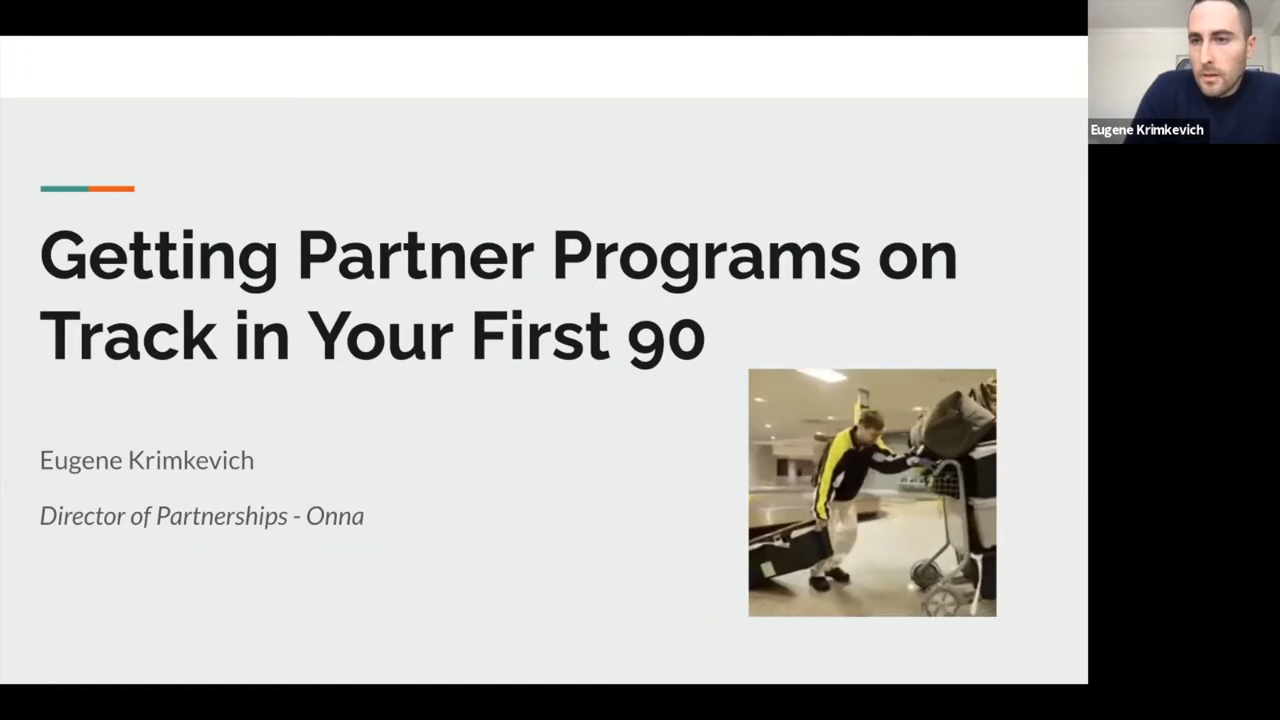 Getting Partner Programs on
Track in Your First 90
Eugene Krimkevich
Director of Partnerships - Onna
Eugene Krimkevich